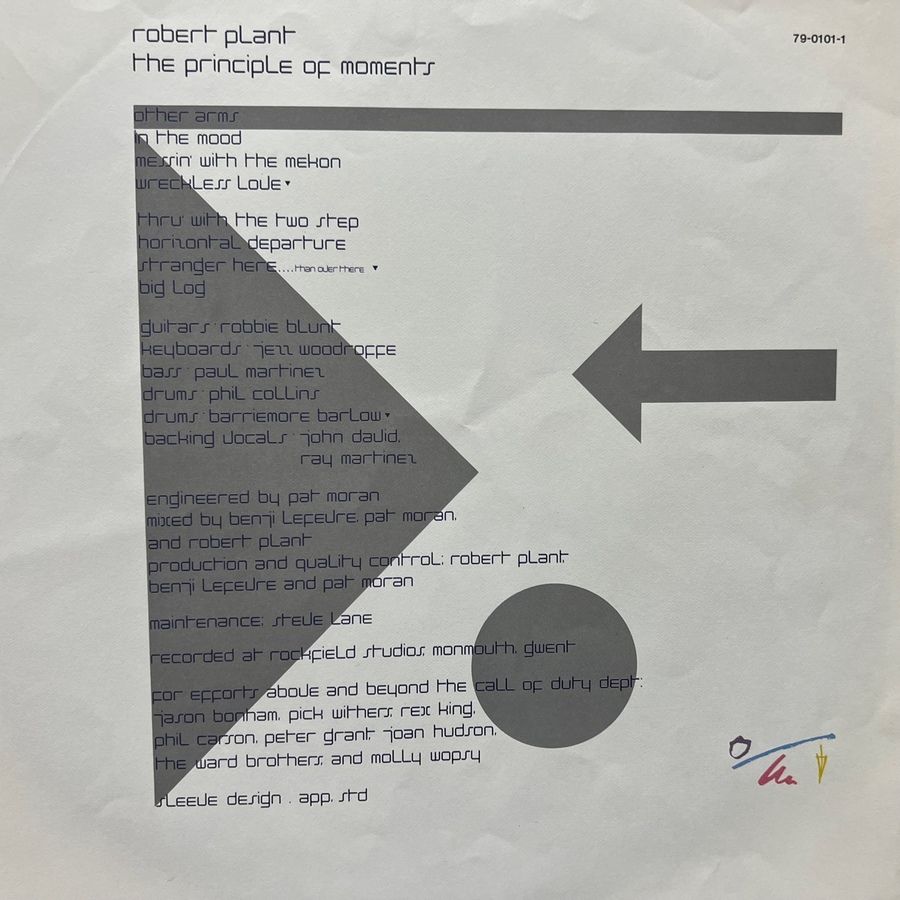 robert plant
79-0101-1
the principle of moments
other arms
in the mood
messin' with the mekon
wreckless love▾
thru' with the two step
horizontal departure
stranger here....than over there ▾
big log
guitars · robbie blunt
keyboards · jezz woodroffe
bass · paul martinez
drums · phil collins
drums · barriemore barlow▾
backing vocals · john david,
ray martinez
engineered by pat moran
mixed by benji lefevre, pat moran,
and robert plant
production and quality control; robert plant,
benji lefevre and pat moran
maintenance; steve lane
recorded at rockfield studios, monmouth, gwent
for efforts above and beyond the call of duty dept;
jason bonham, pick withers, rex king,
phil carson, peter grant joan hudson,
the ward brothers, and molly wopsy
sleeve design . app. std